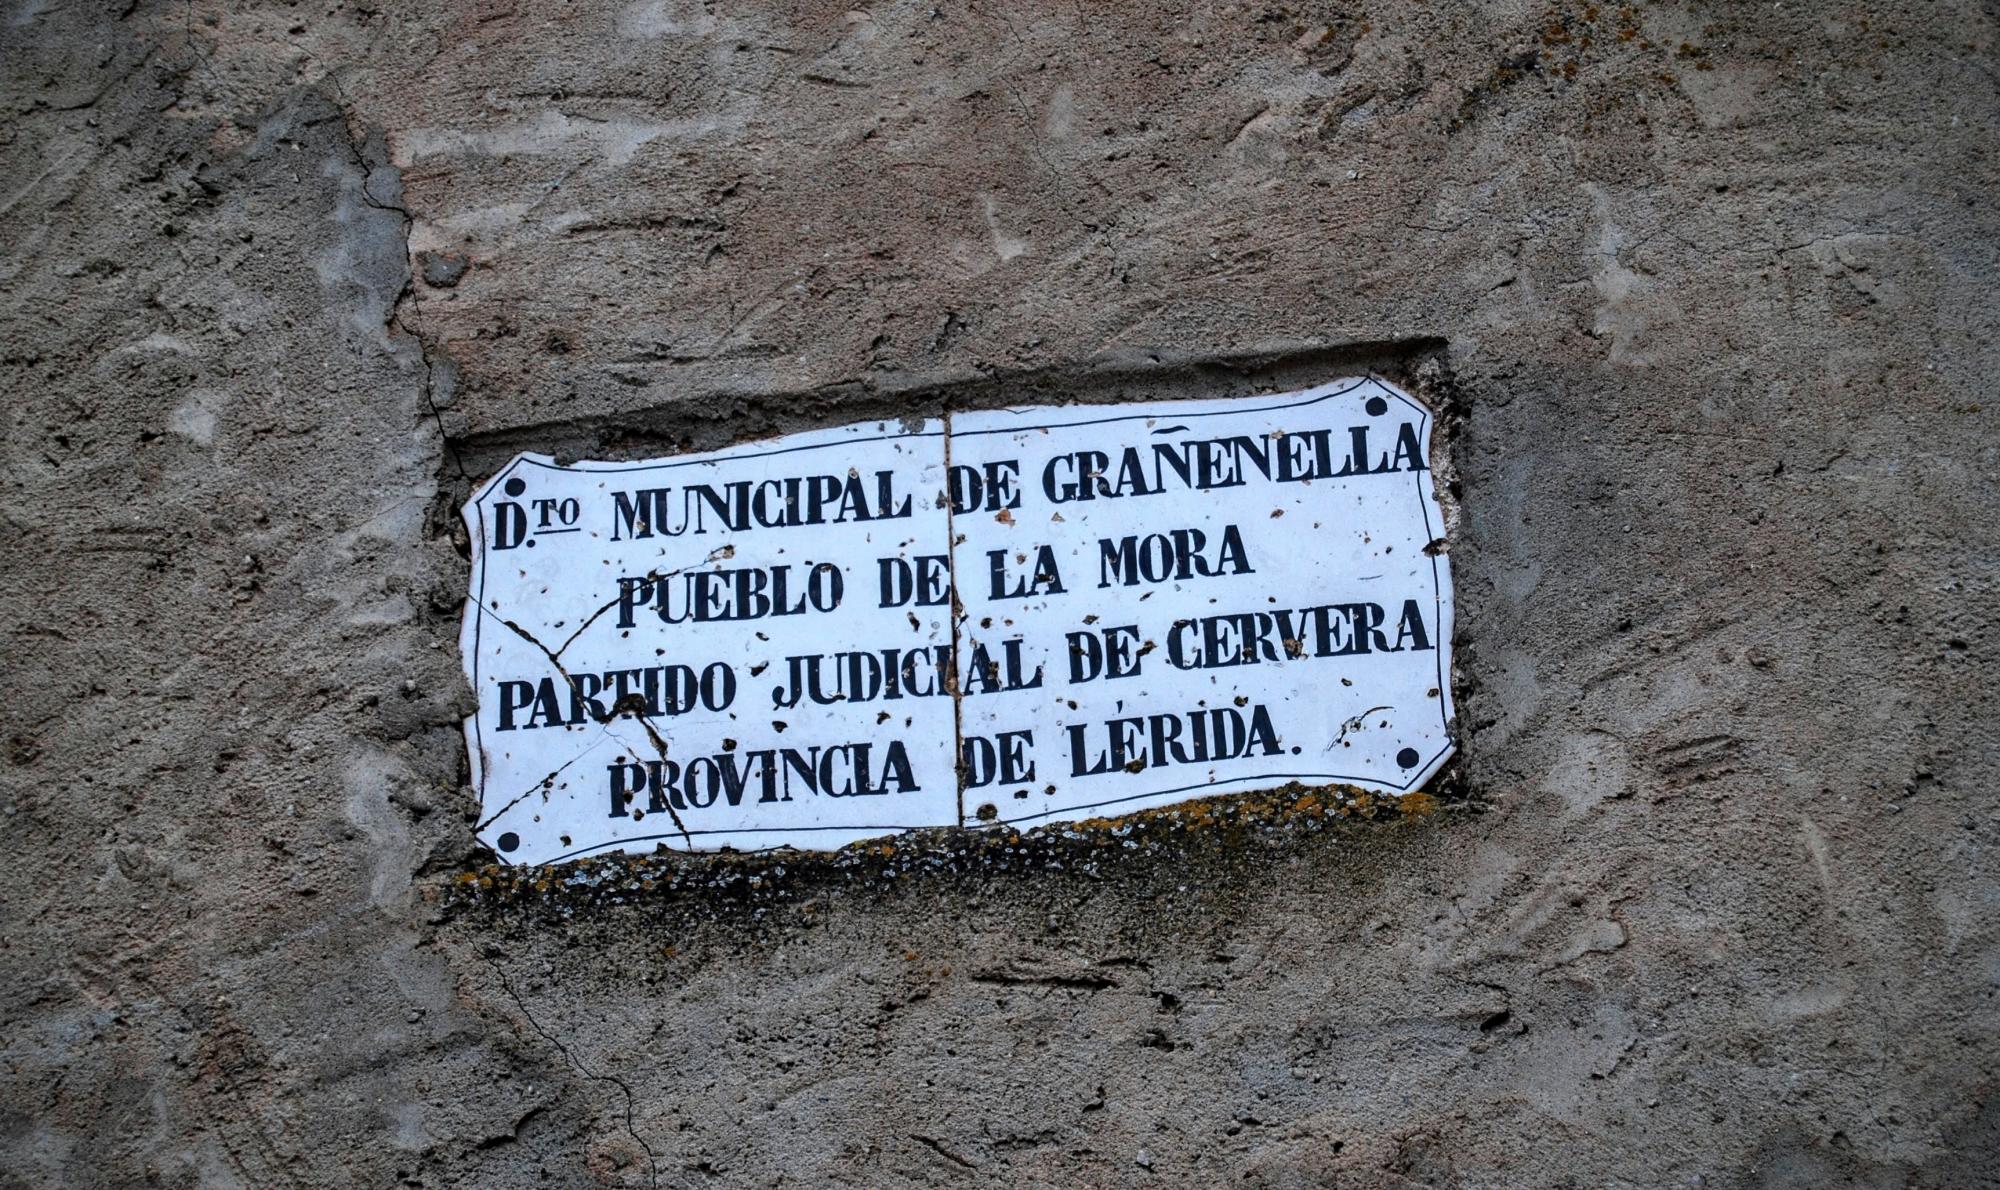 D.TO MUNICIPAL DE GRAÑENELLA
PUEBLO DE LA MORA
PARTIDO JUDICIAL DE CERVERA
PROVINCIA DE LÉRIDA.